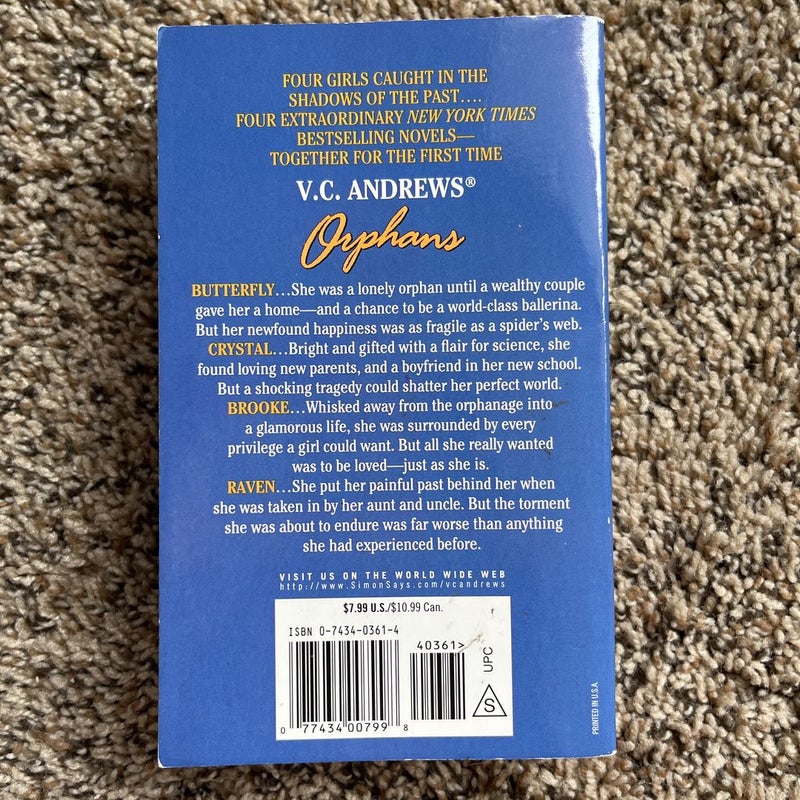 FOUR GIRLS CAUGHT IN THE
SHADOWS OF THE PAST....
FOUR EXTRAORDINARY NEW YORK TIMES
BESTSELLING NOVELS—
TOGETHER FOR THE FIRST TIME
V.C. ANDREWS®
Orphans
BUTTERFLY...She was a lonely orphan until a wealthy couple
gave her a home—and a chance to be a world-class ballerina.
But her newfound happiness was as fragile as a spider's web.
CRYSTAL...Bright and gifted with a flair for science, she
found loving new parents, and a boyfriend in her new school.
But a shocking tragedy could shatter her perfect world.
BROOKE...Whisked away from the orphanage into
a glamorous life, she was surrounded by every
privilege a girl could want. But all she really wanted
was to be loved—just as she is.
RAVEN...She put her painful past behind her when
she was taken in by her aunt and uncle. But the torment
she was about to endure was far worse than anything
she had experienced before.
VISIT US ON THE WORLD WIDE WEB
http://www.SimonSays.com/vcandrews
$7.99 U.S./$10.99 Can.
ISBN 0-7434-0361-4
40361>
UPC
S
0 77434 00799 8
PRINTED IN U.S.A.